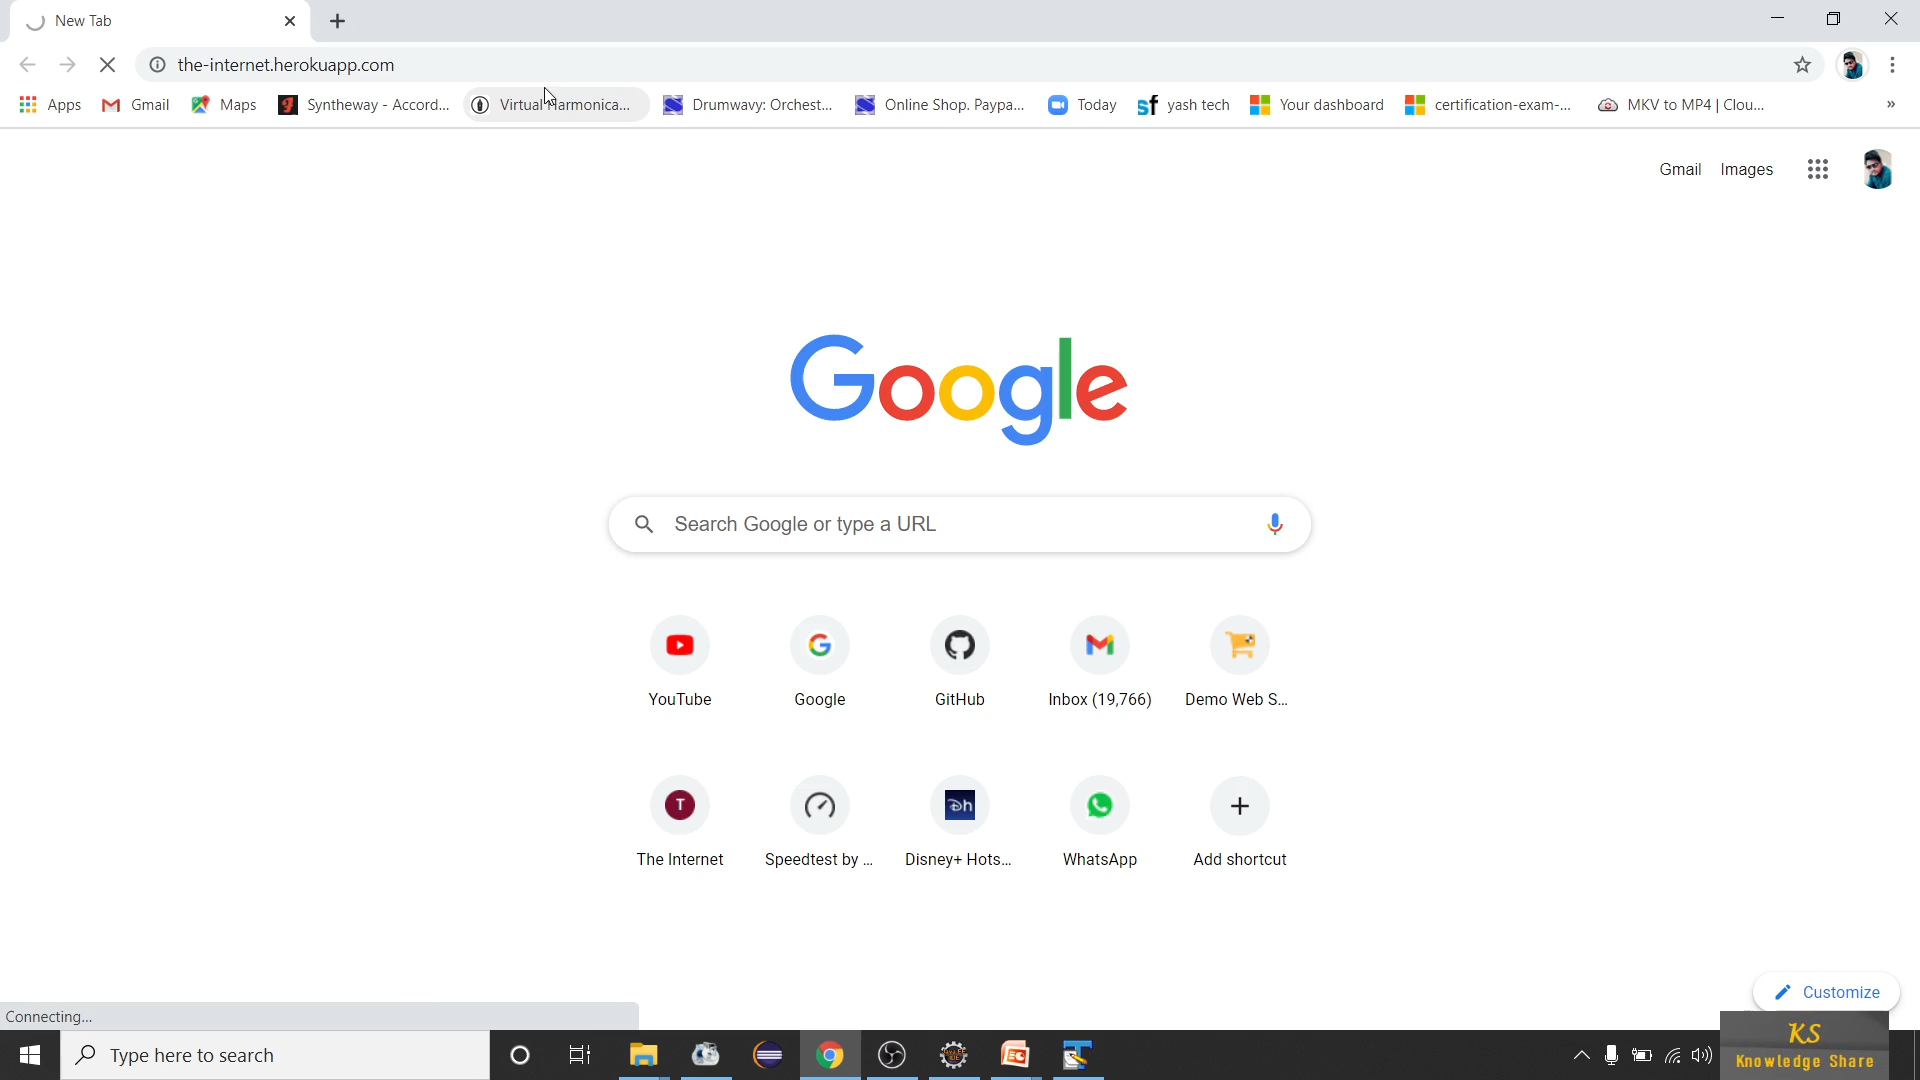 New Tab
the-internet.herokuapp.com
Apps Gmail Maps Syntheway - Accord... Virtual Harmonica... Drumwavy: Orchest... Online Shop. Paypa... Today yash tech Your dashboard certification-exam-... MKV to MP4 | Clou... »
Gmail Images
Google
Search Google or type a URL
YouTube Google GitHub Inbox (19,766) Demo Web S...
T Dh
The Internet Speedtest by ... Disney+ Hots... WhatsApp Add shortcut
Customize
Connecting...
Type here to search
KS
Knowledge Share